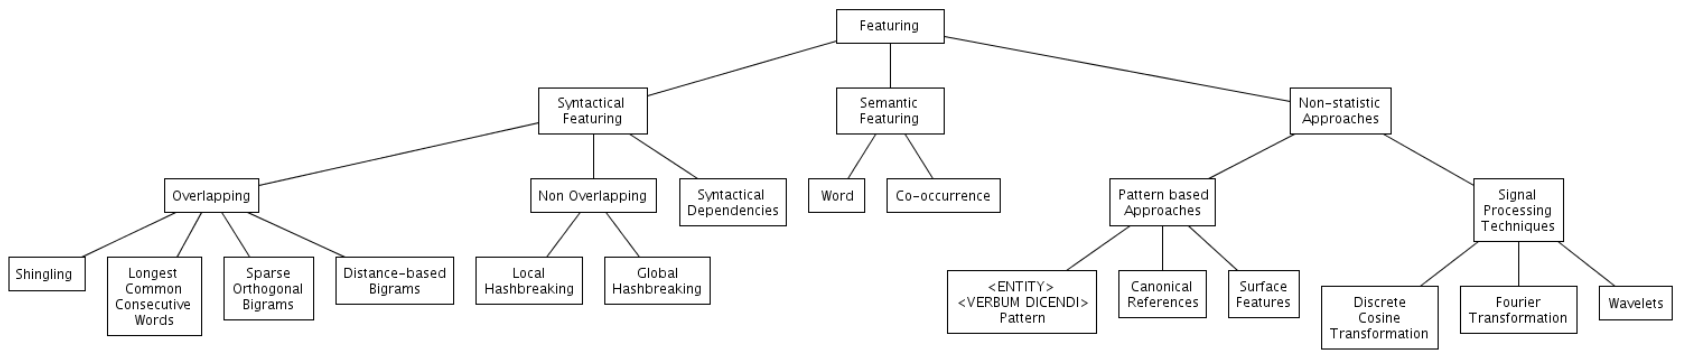 Featuring
Syntactical
Featuring
Semantic
Featuring
Non-statistic
Approaches
Overlapping
Non Overlapping
Syntactical
Dependencies
Word
Co-occurrence
Pattern based
Approaches
Signal
Processing
Techniques
Shingling
Longest
Common
Consecutive
Words
Sparse
Orthogonal
Bigrams
Distance-based
Bigrams
Local
Hashbreaking
Global
Hashbreaking
<ENTITY>
<VERBUM DICENDI>
Pattern
Canonical
References
Surface
Features
Discrete
Cosine
Transformation
Fourier
Transformation
Wavelets